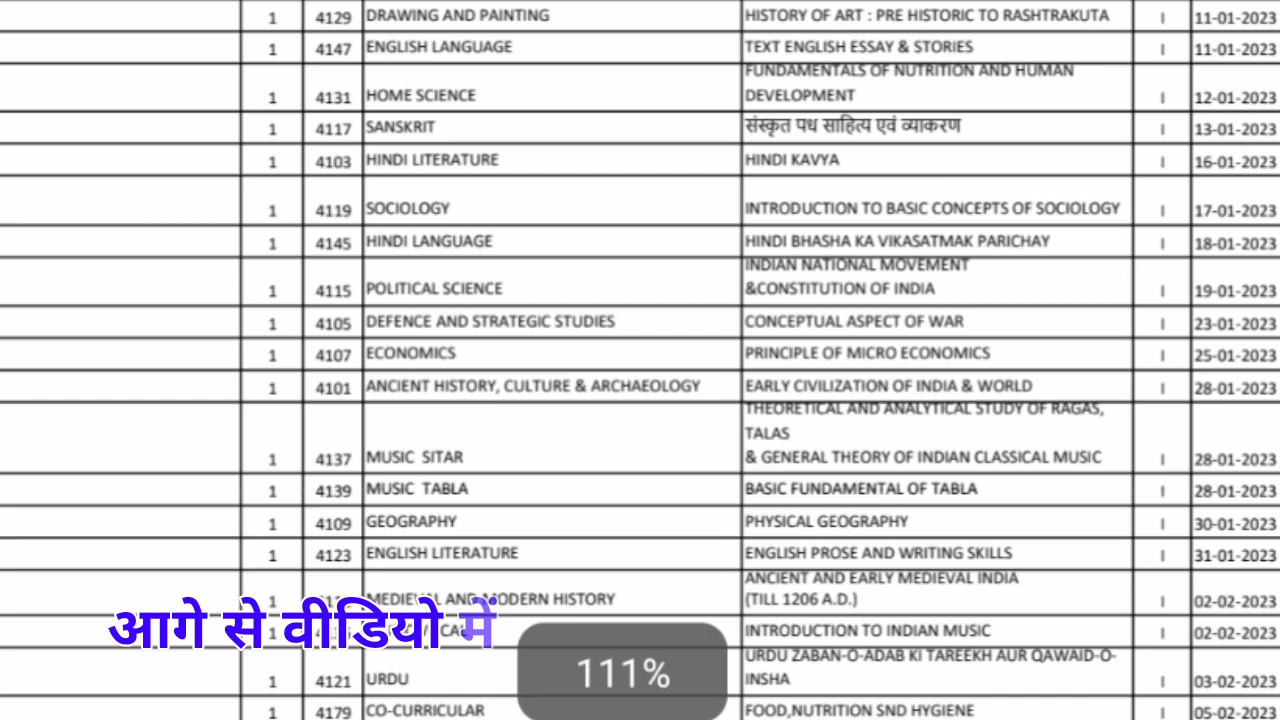 1 4129 DRAWING AND PAINTING HISTORY OF ART : PRE HISTORIC TO RASHTRAKUTA I 11-01-2023
1 4147 ENGLISH LANGUAGE TEXT ENGLISH ESSAY & STORIES I 11-01-2023
FUNDAMENTALS OF NUTRITION AND HUMAN
1 4131 HOME SCIENCE DEVELOPMENT I 12-01-2023
1 4117 SANSKRIT संस्कृत पध साहित्य एवं व्याकरण I 13-01-2023
1 4103 HINDI LITERATURE HINDI KAVYA I 16-01-2023
1 4119 SOCIOLOGY INTRODUCTION TO BASIC CONCEPTS OF SOCIOLOGY I 17-01-2023
1 4145 HINDI LANGUAGE HINDI BHASHA KA VIKASATMAK PARICHAY I 18-01-2023
INDIAN NATIONAL MOVEMENT
1 4115 POLITICAL SCIENCE &CONSTITUTION OF INDIA I 19-01-2023
1 4105 DEFENCE AND STRATEGIC STUDIES CONCEPTUAL ASPECT OF WAR I 23-01-2023
1 4107 ECONOMICS PRINCIPLE OF MICRO ECONOMICS I 25-01-2023
1 4101 ANCIENT HISTORY, CULTURE & ARCHAEOLOGY EARLY CIVILIZATION OF INDIA & WORLD I 28-01-2023
THEORETICAL AND ANALYTICAL STUDY OF RAGAS,
TALAS
1 4137 MUSIC SITAR & GENERAL THEORY OF INDIAN CLASSICAL MUSIC I 28-01-2023
1 4139 MUSIC TABLA BASIC FUNDAMENTAL OF TABLA I 28-01-2023
1 4109 GEOGRAPHY PHYSICAL GEOGRAPHY I 30-01-2023
1 4123 ENGLISH LITERATURE ENGLISH PROSE AND WRITING SKILLS I 31-01-2023
ANCIENT AND EARLY MEDIEVAL INDIA
1 MEDIEVAL AND MODERN HISTORY (TILL 1206 A.D.) I 02-02-2023
1 INTRODUCTION TO INDIAN MUSIC I 02-02-2023
आगे से वीडियो में
URDU ZABAN-O-ADAB KI TAREEKH AUR QAWAID-O-
1 4121 URDU INSHA I 03-02-2023
111%
1 4179 CO-CURRICULAR FOOD,NUTRITION SND HYGIENE I 05-02-2023